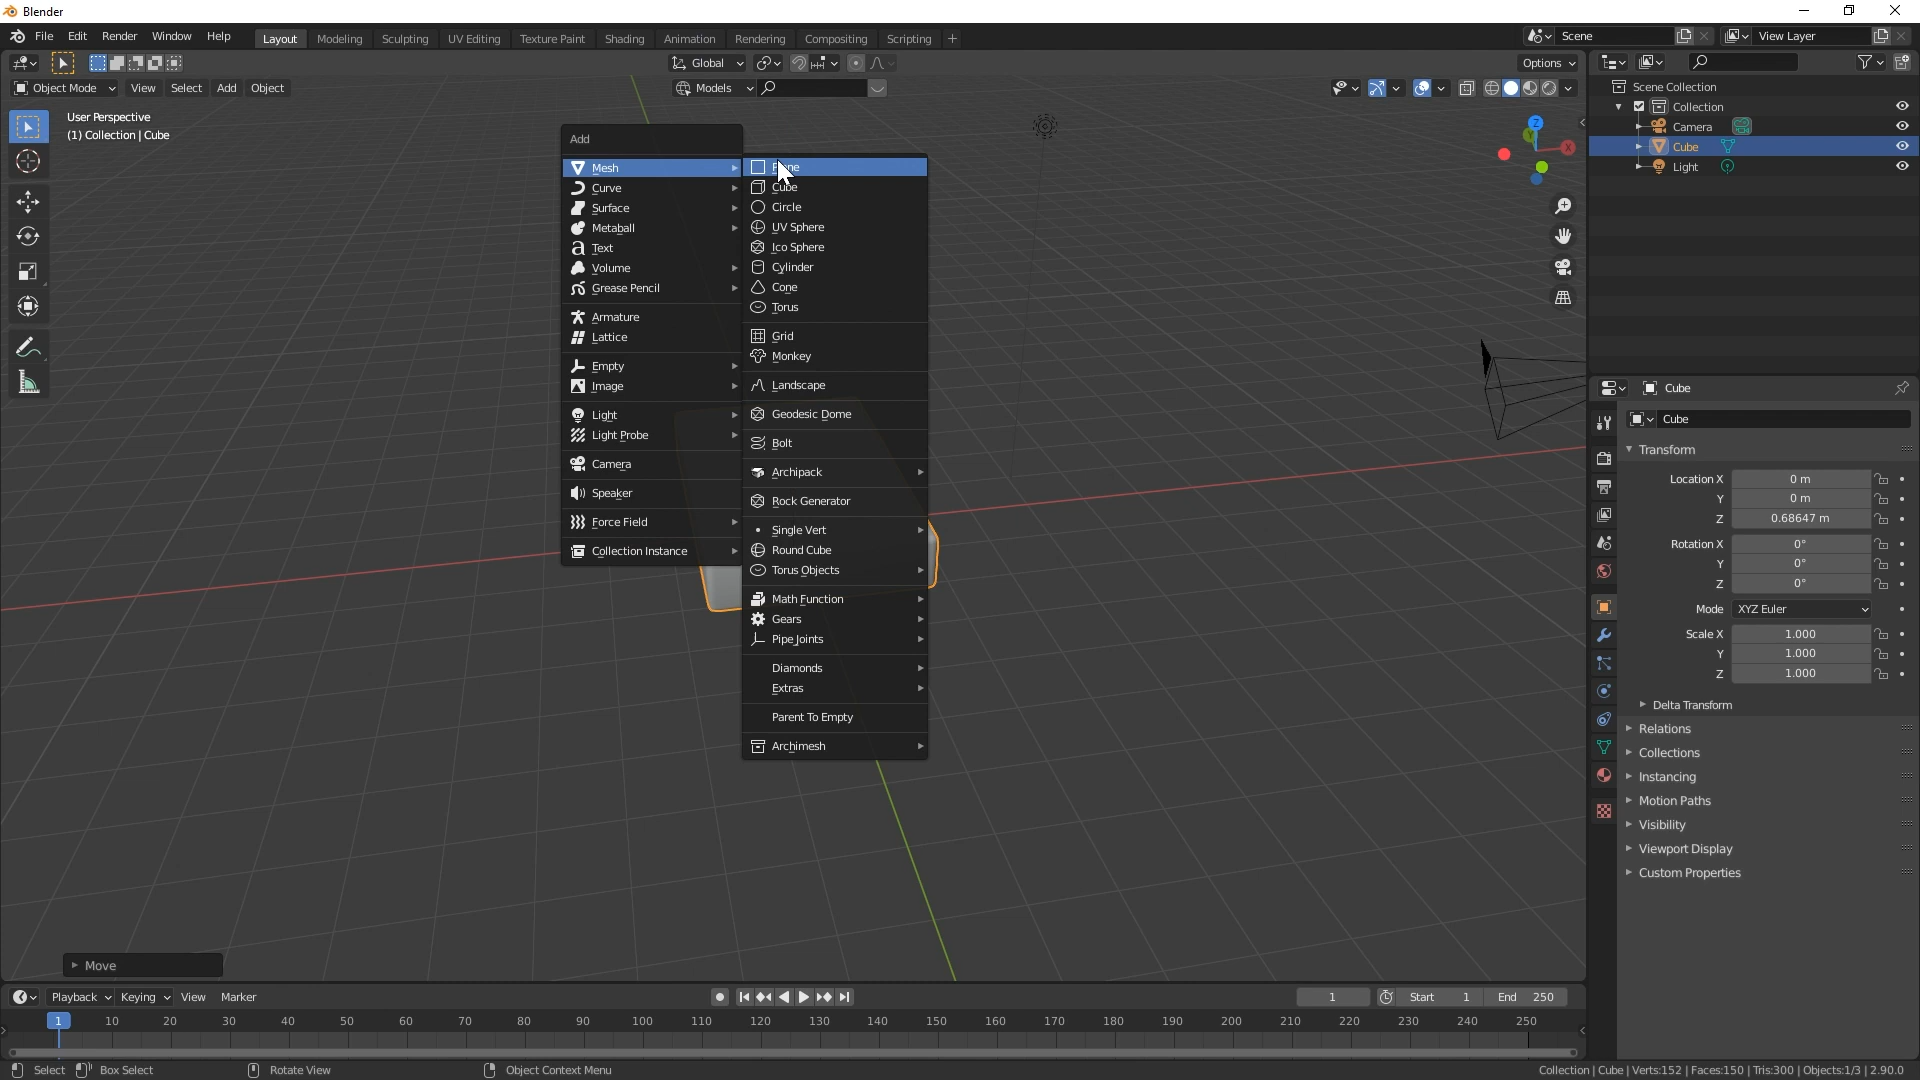 Blender
File Edit Render Window Help Layout Modeling Sculpting UV Editing Texture Paint Shading Animation Rendering Compositing Scripting + Scene View Layer
Global Options
Object Mode View Select Add Object Models
User Perspective
(1) Collection | Cube
Add
Mesh
Curve
Surface
Metaball
Text
Volume
Grease Pencil
Armature
Lattice
Empty
Image
Light
Light Probe
Camera
Speaker
Force Field
Collection Instance
Cube
Circle
UV Sphere
Ico Sphere
Cylinder
Cone
Torus
Grid
Monkey
Landscape
Geodesic Dome
Bolt
Archipack
Rock Generator
Single Vert
Round Cube
Torus Objects
Math Function
Gears
Pipe Joints
Diamonds
Extras
Parent To Empty
Archimesh
Z
Y
X
Scene Collection
Collection
Camera
Cube
Light
Cube
Cube
Transform
Location X 0 m
Y 0 m
Z 0.68647 m
Rotation X 0°
Y 0°
Z 0°
Mode XYZ Euler
Scale X 1.000
Y 1.000
Z 1.000
Delta Transform
Relations
Collections
Instancing
Motion Paths
Visibility
Viewport Display
Custom Properties
Move
Playback Keying View Marker 1 Start 1 End 250
1 10 20 30 40 50 60 70 80 90 100 110 120 130 140 150 160 170 180 190 200 210 220 230 240 250
Select Box Select Rotate View Object Context Menu Collection | Cube | Verts:152 | Faces:150 | Tris:300 | Objects:1/3 | 2.90.0